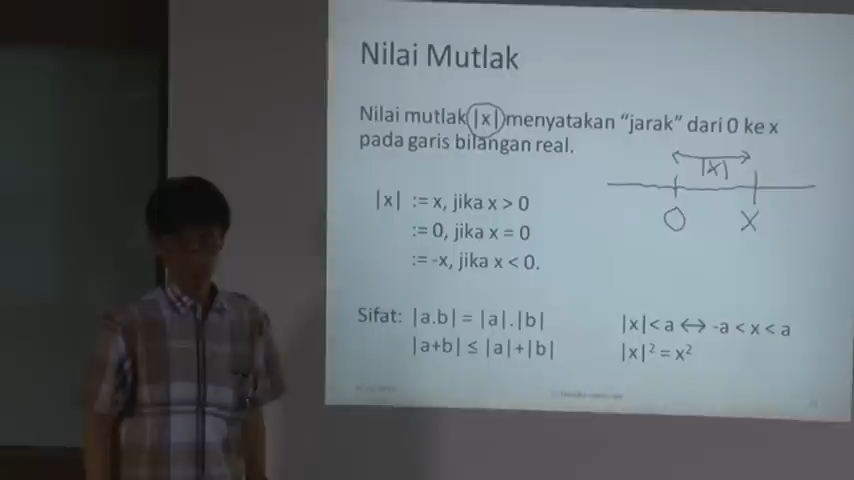 Nilai Mutlak
Nilai mutlak |x| menyatakan “jarak” dari 0 ke x
pada garis bilangan real.
|x|
0 x
|x| := x, jika x > 0
:= 0, jika x = 0
:= -x, jika x < 0.
Sifat: |a.b| = |a|.|b|
|a+b| ≤ |a|+|b|
|x|< a ↔ -a < x < a
|x|² = x²